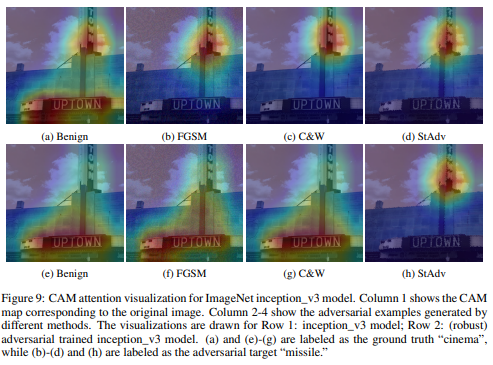 UPTOWN UPTOWN UPTOWN UPTOWN
(a) Benign (b) FGSM (c) C&W (d) StAdv
UPTOWN UPTOWN UPTOWN UPTOWN
(e) Benign (f) FGSM (g) C&W (h) StAdv
Figure 9: CAM attention visualization for ImageNet inception_v3 model. Column 1 shows the CAM
map corresponding to the original image. Column 2-4 show the adversarial examples generated by
different methods. The visualizations are drawn for Row 1: inception_v3 model; Row 2: (robust)
adversarial trained inception_v3 model. (a) and (e)-(g) are labeled as the ground truth “cinema”,
while (b)-(d) and (h) are labeled as the adversarial target “missile.”